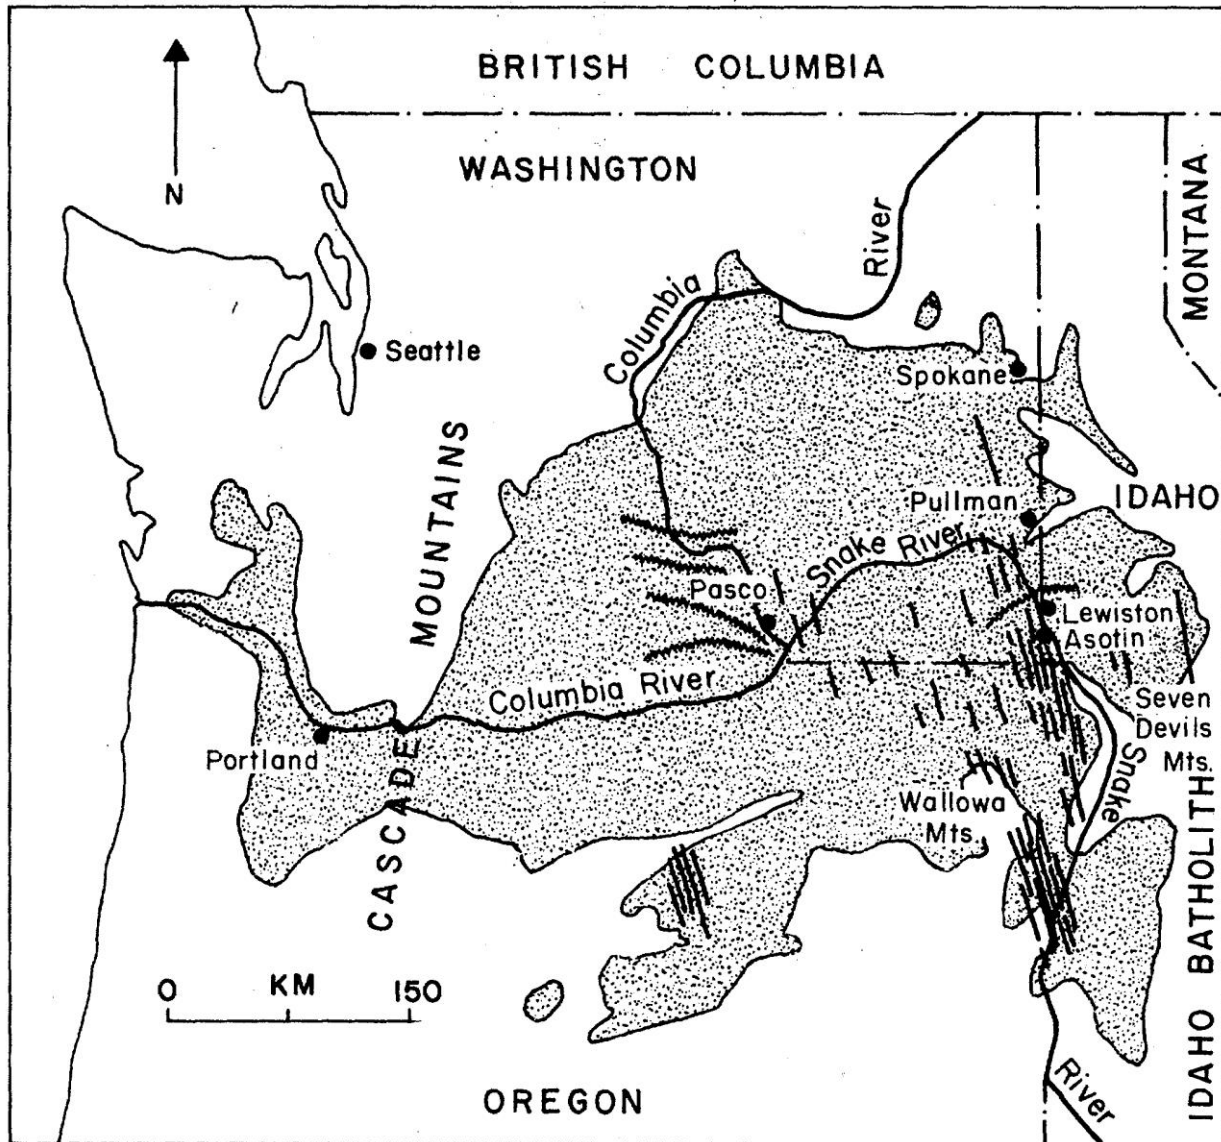 BRITISH COLUMBIA
WASHINGTON
N
MONTANA
River
Columbia
Seattle
Spokane
MOUNTAINS
Pullman
IDAHO
Snake River
Pasco
Lewiston
Asotin
Columbia River
Seven
Devils
Mts.
Snake
Portland
CASCADE
Wallowa
Mts.
IDAHO BATHOLITH
0 KM 150
River
OREGON